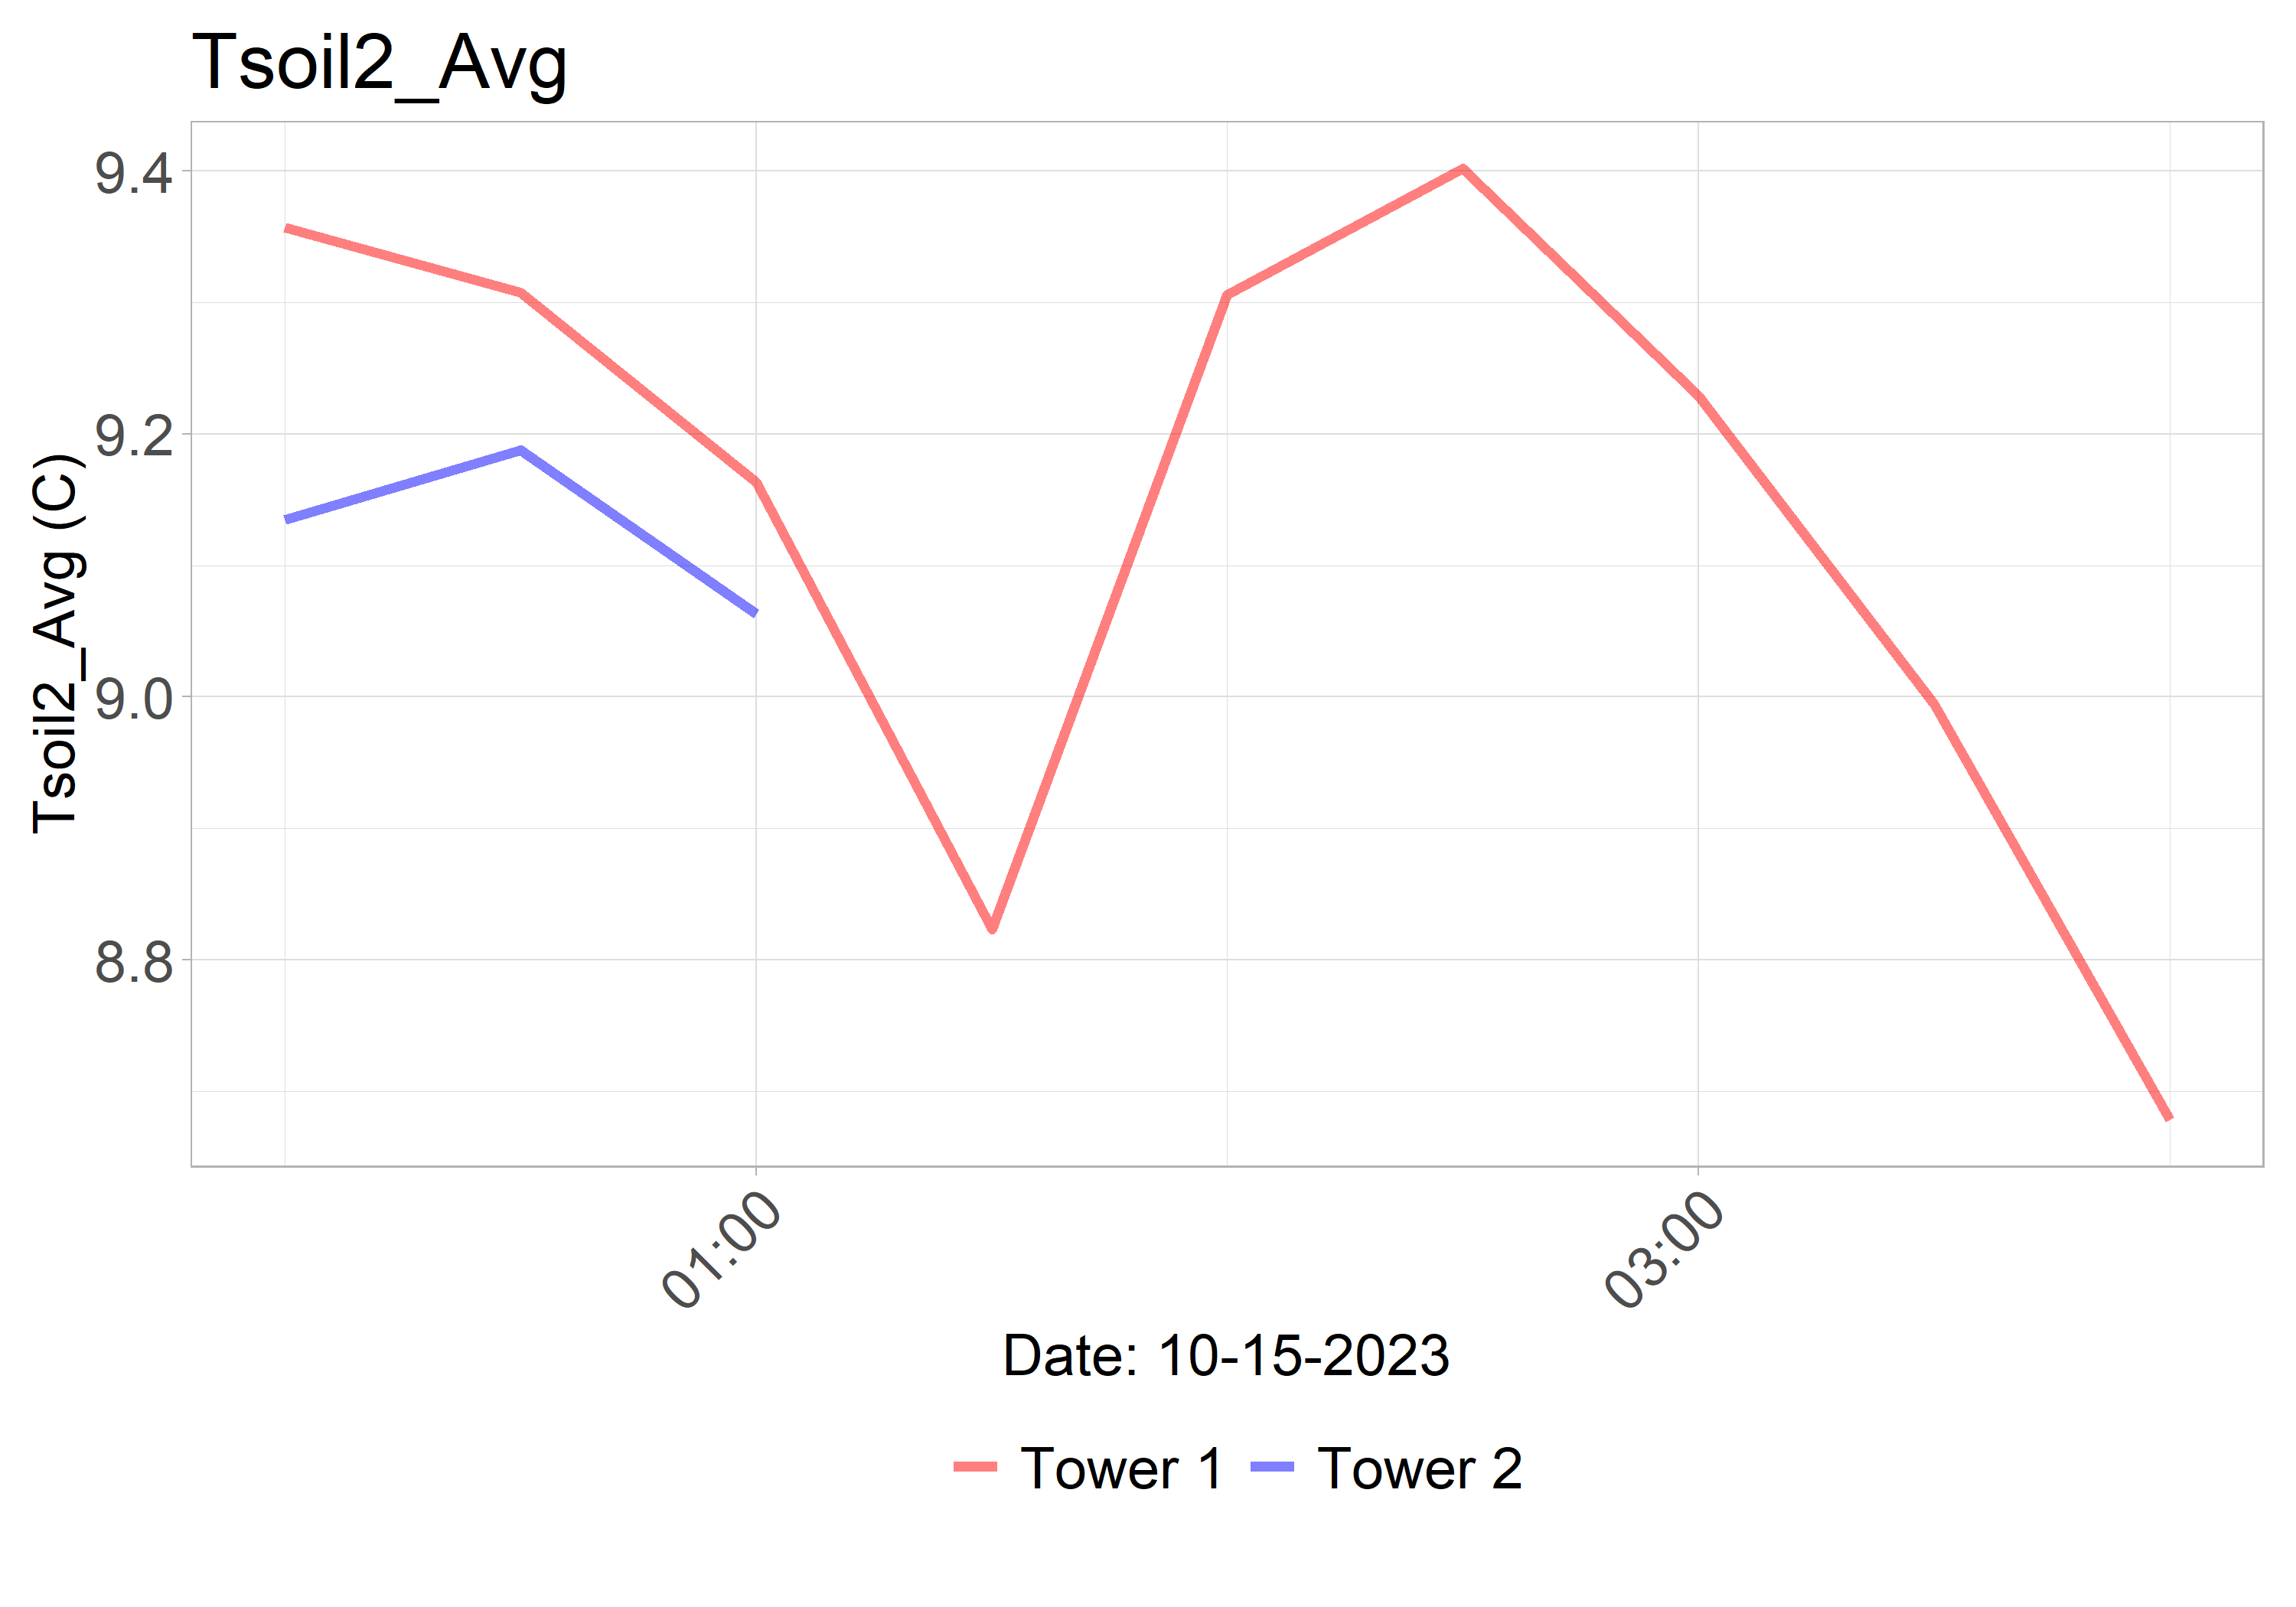 Tsoil2_Avg
Tsoil2_Avg (C)
9.4
9.2
9.0
8.8
01:00
03:00
Date: 10-15-2023
Tower 1
Tower 2